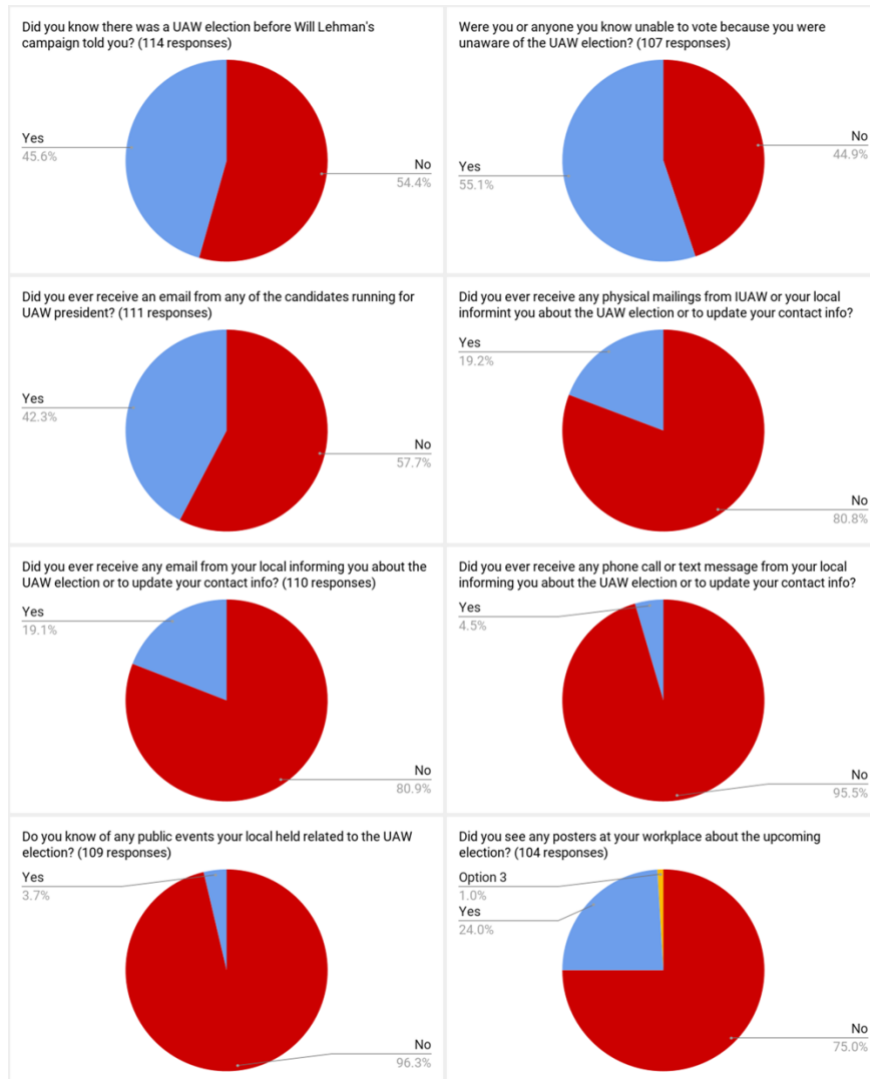 Did you know there was a UAW election before Will Lehman's
campaign told you? (114 responses)
Yes
45.6%
No
54.4%
Were you or anyone you know unable to vote because you were
unaware of the UAW election? (107 responses)
No
44.9%
Yes
55.1%
Did you ever receive an email from any of the candidates running for
UAW president? (111 responses)
Yes
42.3%
No
57.7%
Did you ever receive any physical mailings from IUAW or your local
informint you about the UAW election or to update your contact info?
Yes
19.2%
No
80.8%
Did you ever receive any email from your local informing you about the
UAW election or to update your contact info? (110 responses)
Yes
19.1%
No
80.9%
Did you ever receive any phone call or text message from your local
informing you about the UAW election or to update your contact info?
Yes
4.5%
No
95.5%
Do you know of any public events your local held related to the UAW
election? (109 responses)
Yes
3.7%
No
96.3%
Did you see any posters at your workplace about the upcoming
election? (104 responses)
Option 3
1.0%
Yes
24.0%
No
75.0%